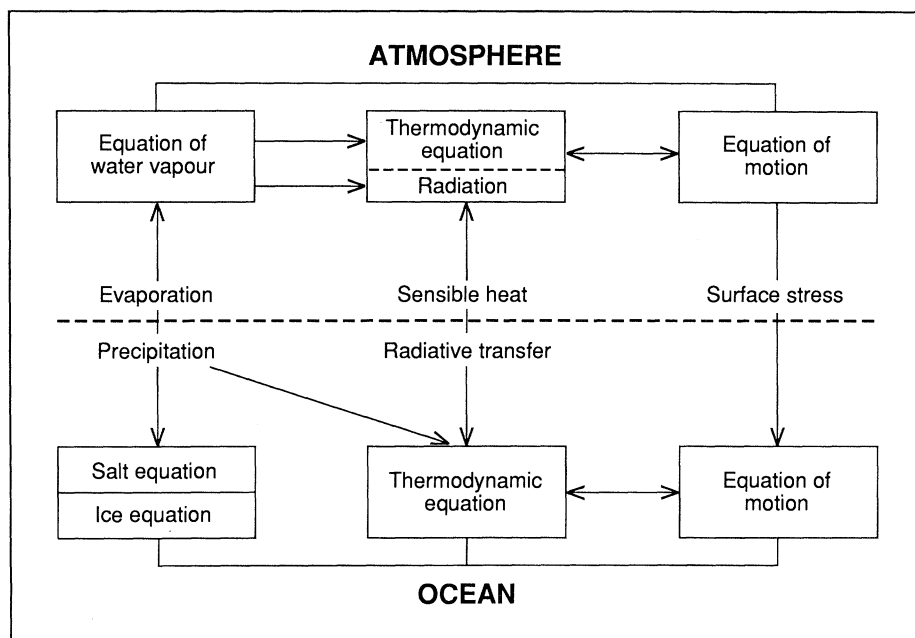 ATMOSPHERE
Equation of
water vapour
Thermodynamic
equation
Radiation
Equation of
motion
Evaporation
Sensible heat
Surface stress
Precipitation
Radiative transfer
Salt equation
Ice equation
Thermodynamic
equation
Equation of
motion
OCEAN